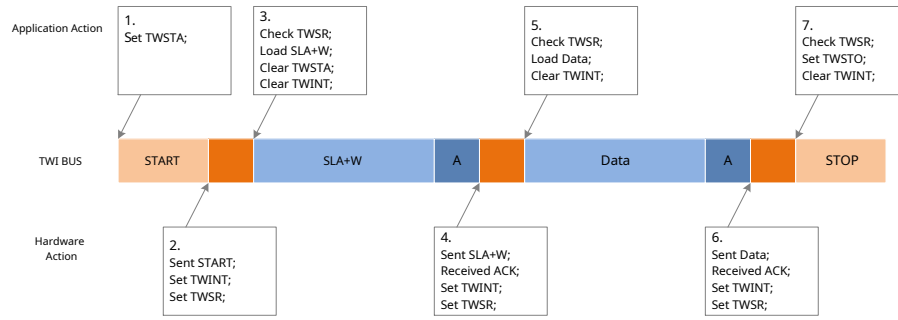 Application Action
1.
Set TWSTA;
3.
Check TWSR;
Load SLA+W;
Clear TWSTA;
Clear TWINT;
5.
Check TWSR;
Load Data;
Clear TWINT;
7.
Check TWSR;
Set TWSTO;
Clear TWINT;
TWI BUS
START
SLA+W
A
Data
A
STOP
Hardware
Action
2.
Sent START;
Set TWINT;
Set TWSR;
4.
Sent SLA+W;
Received ACK;
Set TWINT;
Set TWSR;
6.
Sent Data;
Received ACK;
Set TWINT;
Set TWSR;